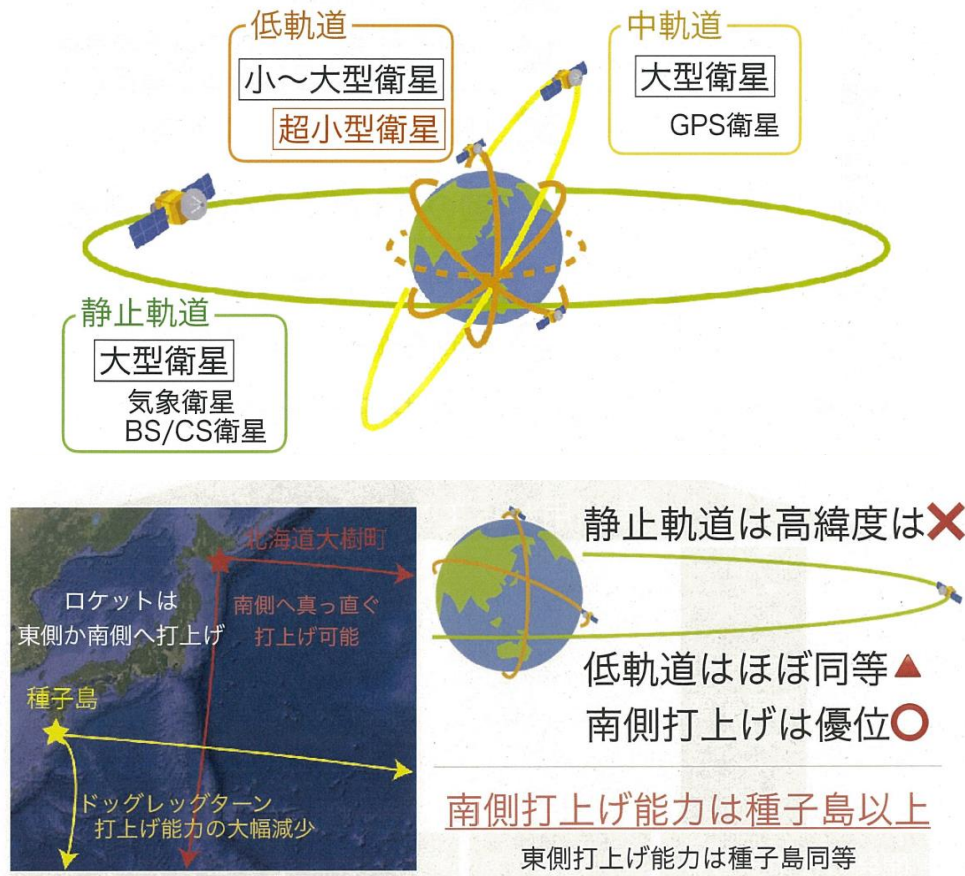 低軌道
小〜大型衛星
超小型衛星
中軌道
大型衛星
GPS衛星
静止軌道
大型衛星
気象衛星
BS/CS衛星
北海道大樹町
ロケットは
東側か南側へ打上げ
南側へ真っ直ぐ
打上げ可能
種子島
ドッグレッグターン
打上げ能力の大幅減少
静止軌道は高緯度は❌
低軌道はほぼ同等▲
南側打上げは優位⭕
南側打上げ能力は種子島以上
東側打上げ能力は種子島同等